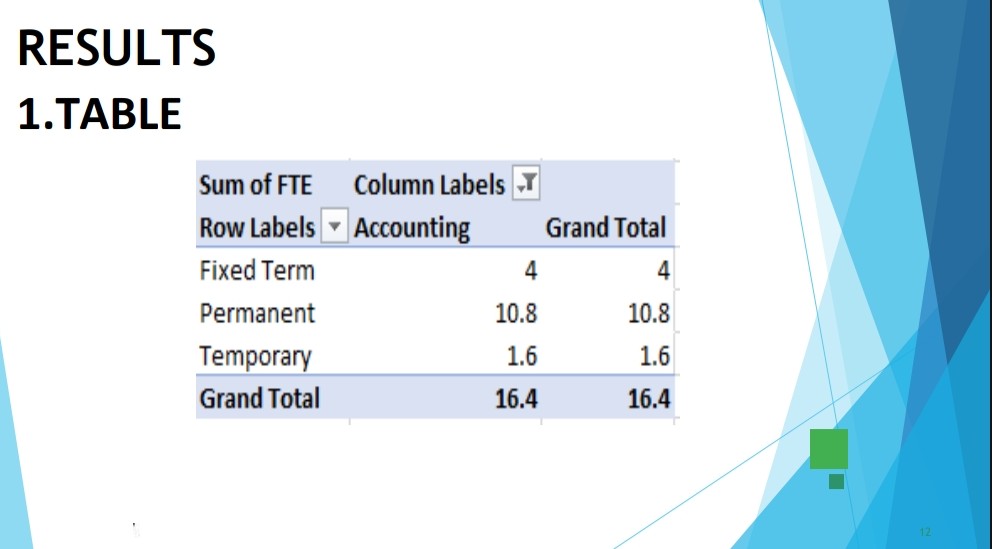 RESULTS
1.TABLE
Sum of FTE Column Labels
Row Labels Accounting Grand Total
Fixed Term 4 4
Permanent 10.8 10.8
Temporary 1.6 1.6
Grand Total 16.4 16.4
12